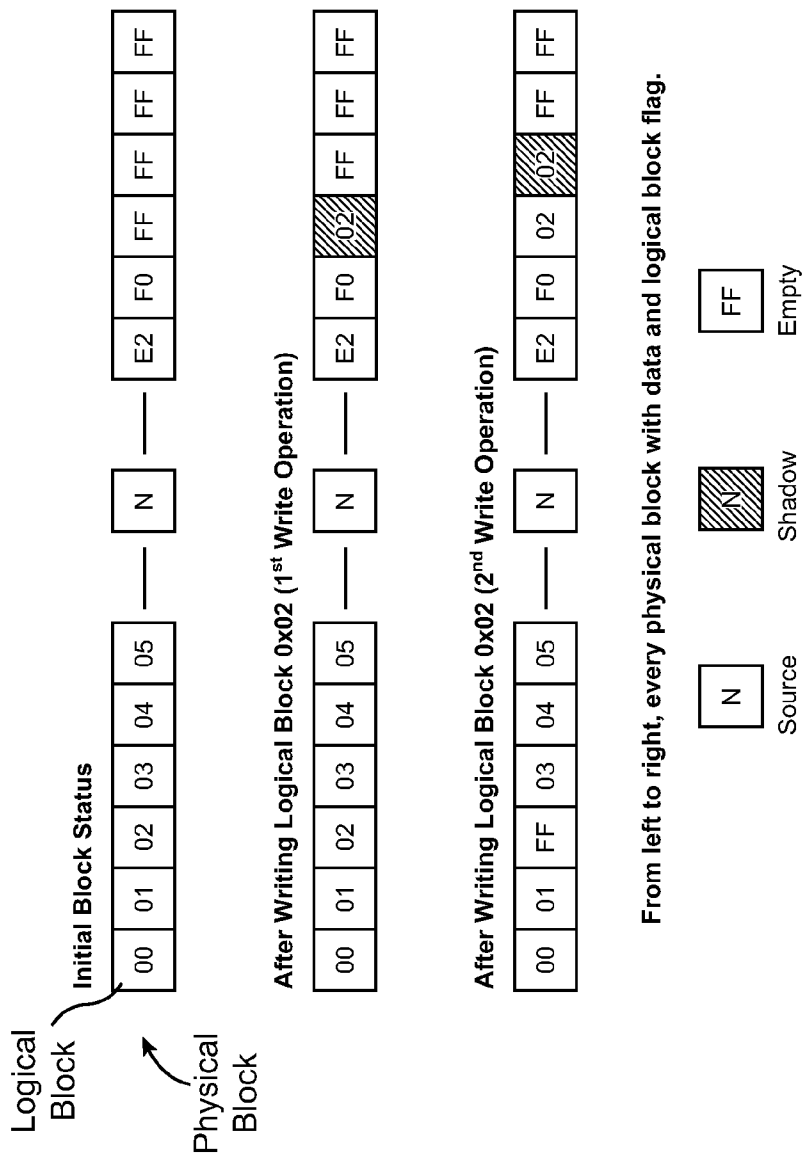 Logical
Block
Physical
Block
Initial Block Status
00 01 02 03 04 05 N E2 F0 FF FF FF FF
After Writing Logical Block 0x02 (1st Write Operation)
00 01 02 03 04 05 N E2 F0 02 FF FF FF
After Writing Logical Block 0x02 (2nd Write Operation)
00 01 FF 03 04 05 N E2 F0 02 02 FF FF
From left to right, every physical block with data and logical block flag.
N N FF
Source Shadow Empty